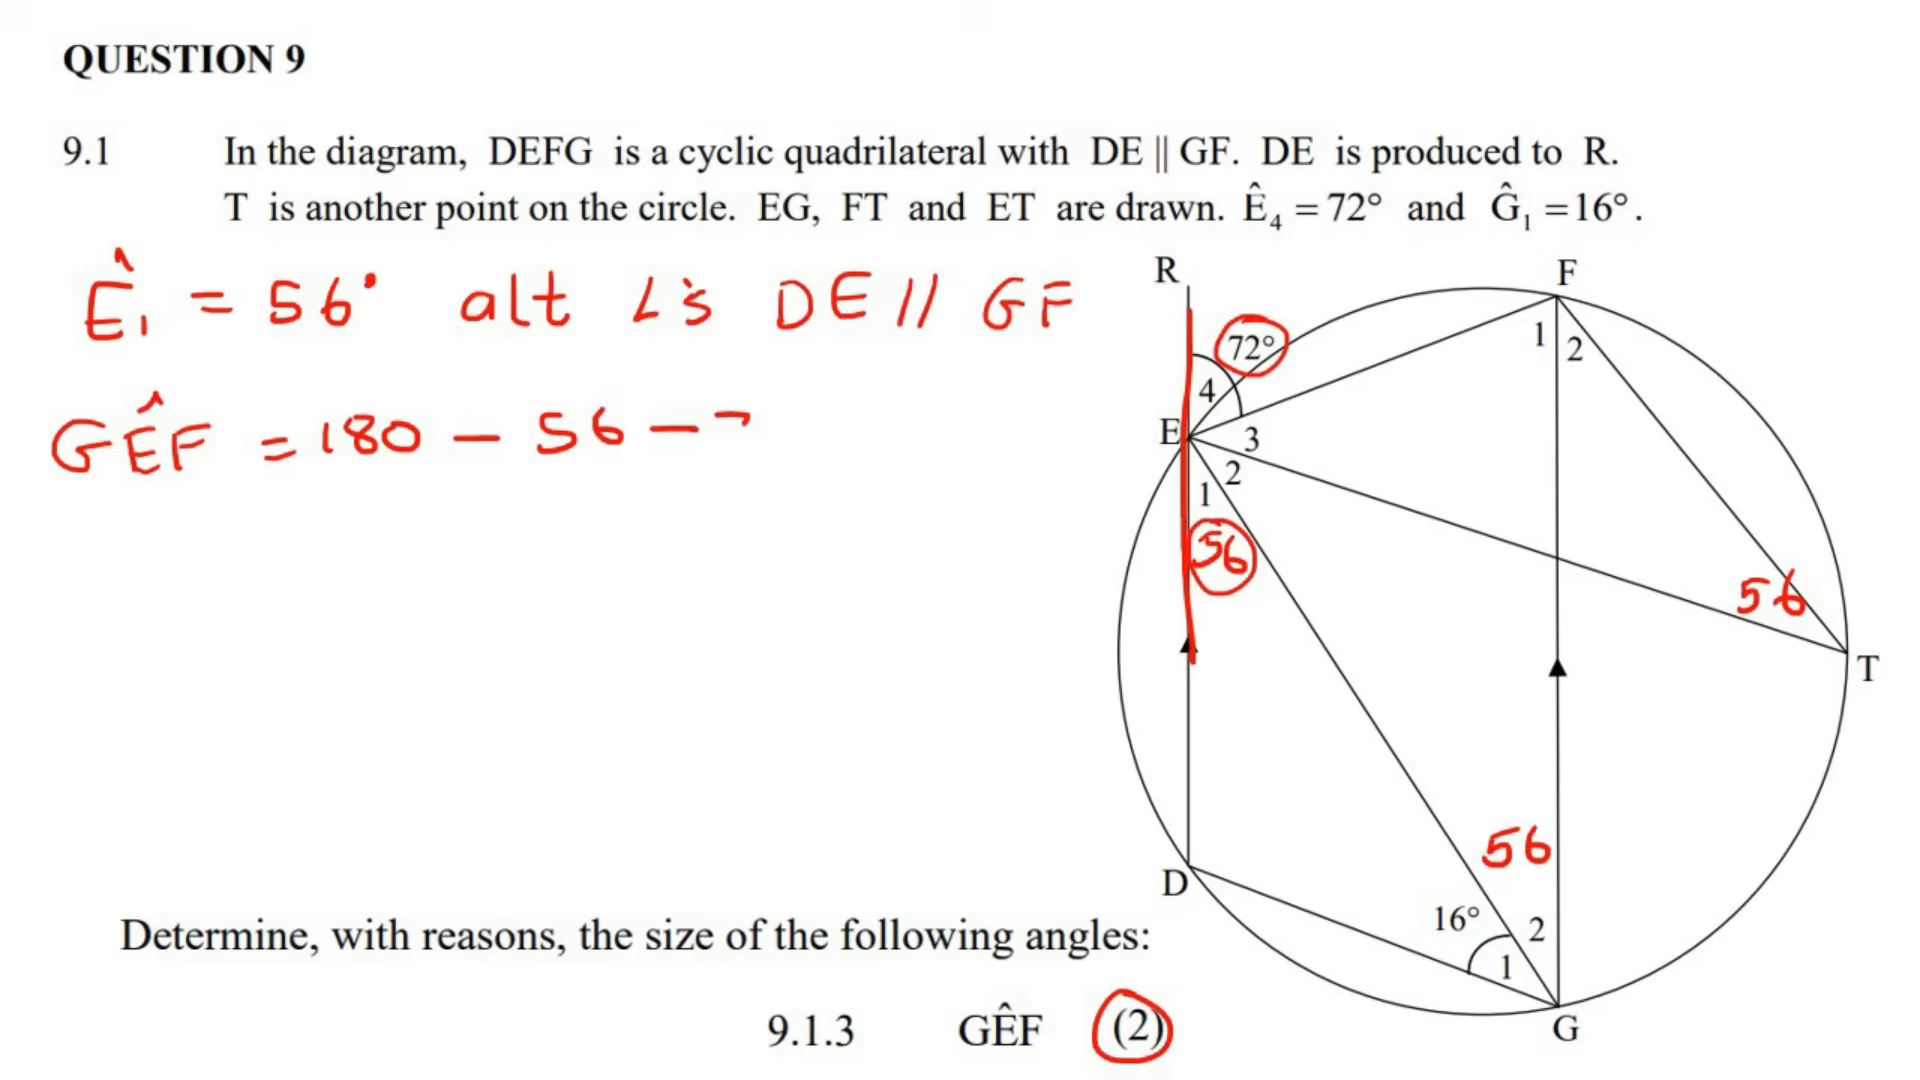 QUESTION 9
9.1 In the diagram, DEFG is a cyclic quadrilateral with DE || GF. DE is produced to R.
T is another point on the circle. EG, FT and ET are drawn. Ê₄ = 72° and Ĝ₁ = 16°.
Ê₁ = 56° alt ∠'s DE // GF
GÊF = 180 − 56 −
R
F
72°
1
2
4
E
3
2
1
56
56
T
56
D
16°
2
1
G
Determine, with reasons, the size of the following angles:
9.1.3 GÊF (2)